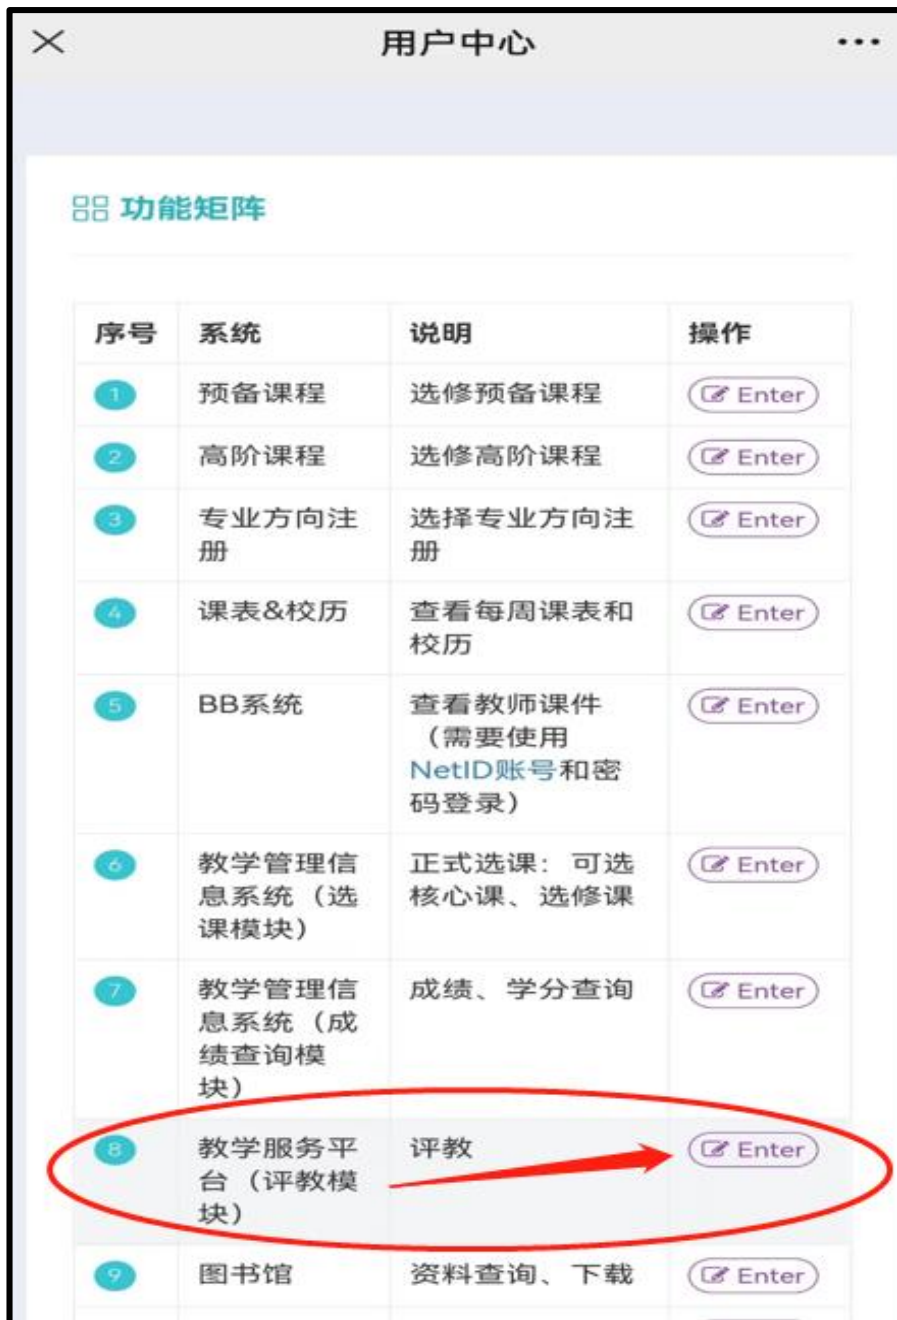 用户中心
功能矩阵
序号 系统 说明 操作
1 预备课程 选修预备课程 Enter
2 高阶课程 选修高阶课程 Enter
3 专业方向注 选择专业方向注 Enter
册 册
4 课表&校历 查看每周课表和 Enter
校历
5 BB系统 查看教师课件 Enter
（需要使用
NetID账号和密
码登录）
6 教学管理信 正式选课：可选 Enter
息系统（选 核心课、选修课
课模块）
7 教学管理信 成绩、学分查询 Enter
息系统（成
绩查询模
块）
8 教学服务平 评教 Enter
台（评教模
块）
9 图书馆 资料查询、下载 Enter